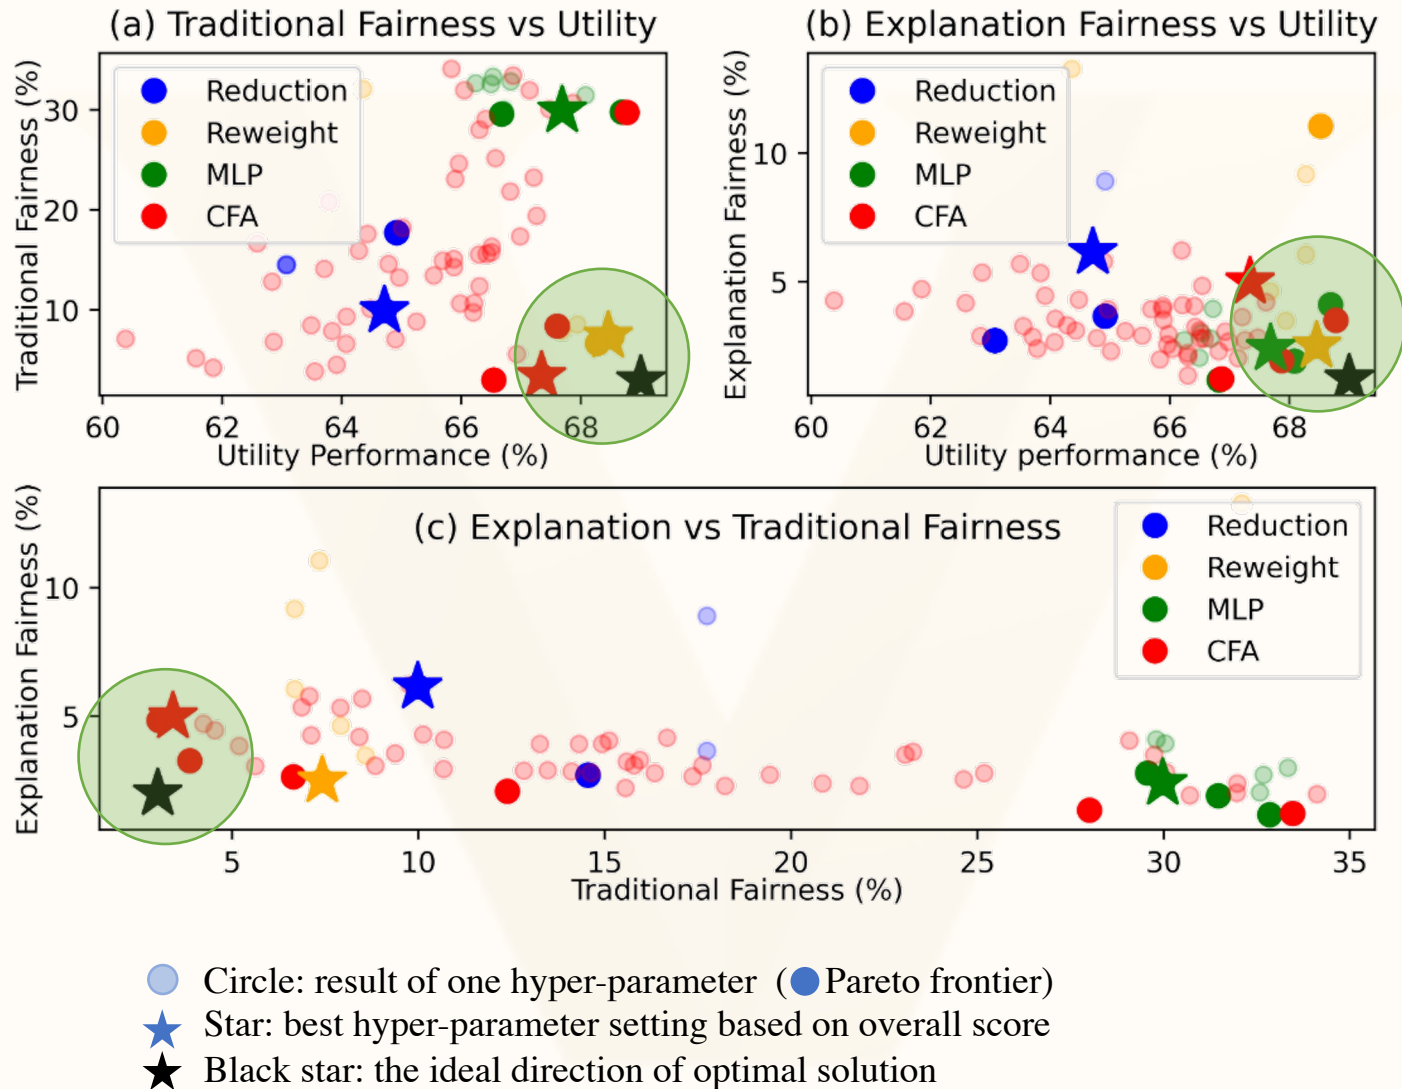 (a) Traditional Fairness vs Utility
Traditional Fairness (%)
30
20
10
Reduction
Reweight
MLP
CFA
60 62 64 66 68
Utility Performance (%)
(b) Explanation Fairness vs Utility
Explanation Fairness (%)
10
5
Reduction
Reweight
MLP
CFA
60 62 64 66 68
Utility performance (%)
(c) Explanation vs Traditional Fairness
Explanation Fairness (%)
10
5
Reduction
Reweight
MLP
CFA
5 10 15 20 25 30 35
Traditional Fairness (%)
Circle: result of one hyper-parameter ( Pareto frontier)
Star: best hyper-parameter setting based on overall score
Black star: the ideal direction of optimal solution